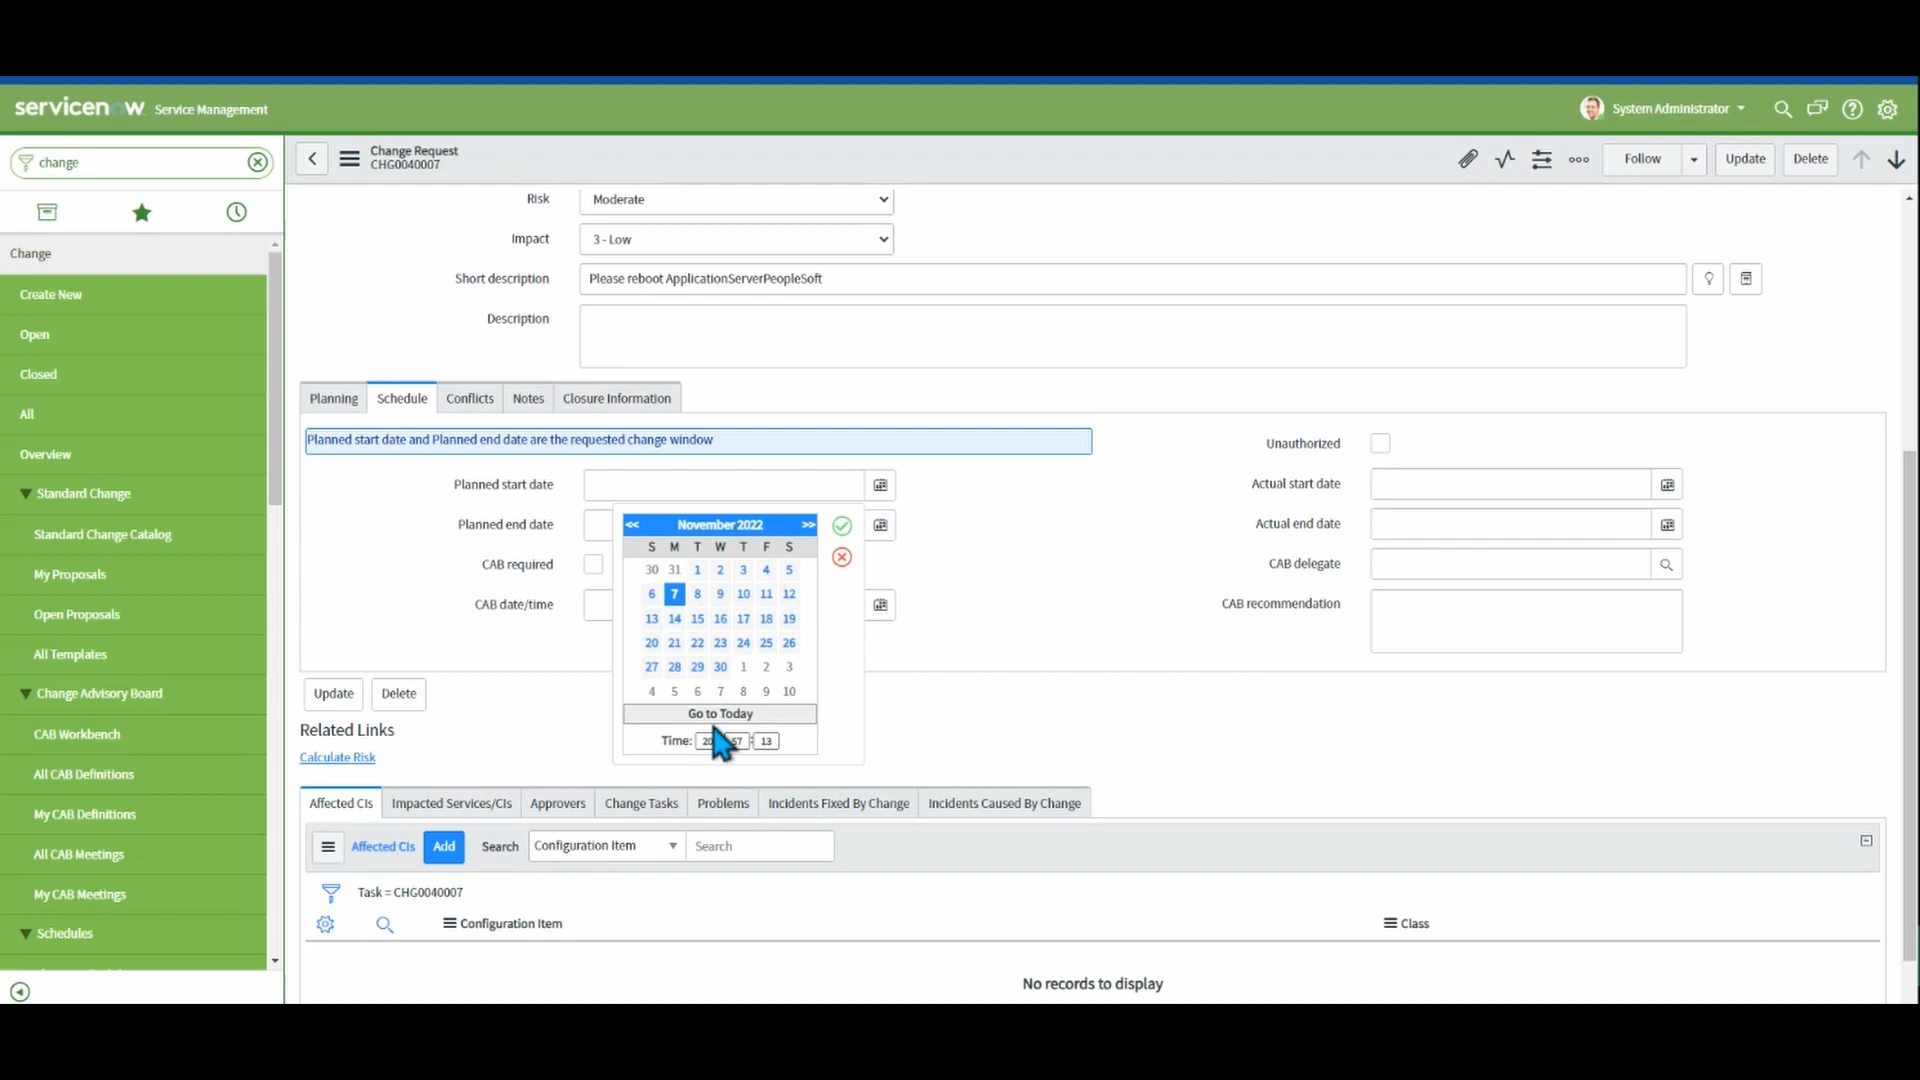 servicenow Service Management
System Administrator
change
Change Request
CHG0040007
Follow
Update
Delete
Change
Create New
Open
Closed
All
Overview
Standard Change
Standard Change Catalog
My Proposals
Open Proposals
All Templates
Change Advisory Board
CAB Workbench
All CAB Definitions
My CAB Definitions
All CAB Meetings
My CAB Meetings
Schedules
Risk Moderate
Impact 3 - Low
Short description Please reboot ApplicationServerPeopleSoft
Description
Planning Schedule Conflicts Notes Closure Information
Planned start date and Planned end date are the requested change window
Planned start date
Planned end date
CAB required
CAB date/time
<< November 2022 >>
S M T W T F S
30 31 1 2 3 4 5
6 7 8 9 10 11 12
13 14 15 16 17 18 19
20 21 22 23 24 25 26
27 28 29 30 1 2 3
4 5 6 7 8 9 10
Go to Today
Time: 20 57 : 13
Unauthorized
Actual start date
Actual end date
CAB delegate
CAB recommendation
Update Delete
Related Links
Calculate Risk
Affected CIs Impacted Services/CIs Approvers Change Tasks Problems Incidents Fixed By Change Incidents Caused By Change
Affected CIs Add Search Configuration Item Search
Task = CHG0040007
Configuration Item Class
No records to display